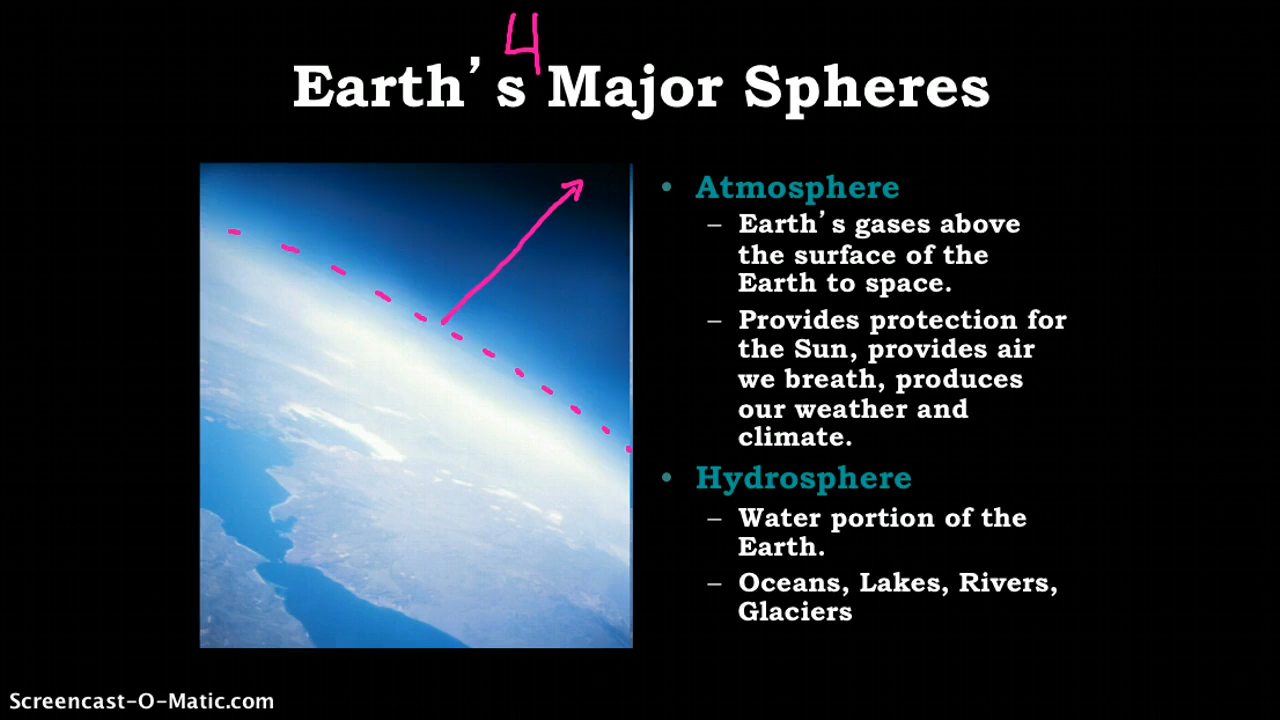 4
Earth's Major Spheres
• Atmosphere
– Earth's gases above
the surface of the
Earth to space.
– Provides protection for
the Sun, provides air
we breath, produces
our weather and
climate.
• Hydrosphere
– Water portion of the
Earth.
– Oceans, Lakes, Rivers,
Glaciers
Screencast-O-Matic.com